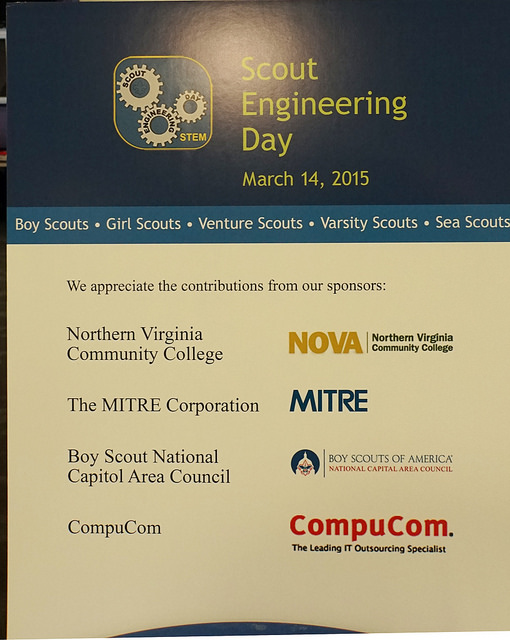 SCOUT
DAY
ENGINEERING
STEM
Scout
Engineering
Day
March 14, 2015
Boy Scouts • Girl Scouts • Venture Scouts • Varsity Scouts • Sea Scouts
We appreciate the contributions from our sponsors:
Northern Virginia
Community College
NOVA
Northern Virginia
Community College
The MITRE Corporation
MITRE
Boy Scout National
Capitol Area Council
BOY SCOUTS OF AMERICA
NATIONAL CAPITAL AREA COUNCIL
CompuCom
CompuCom.
The Leading IT Outsourcing Specialist